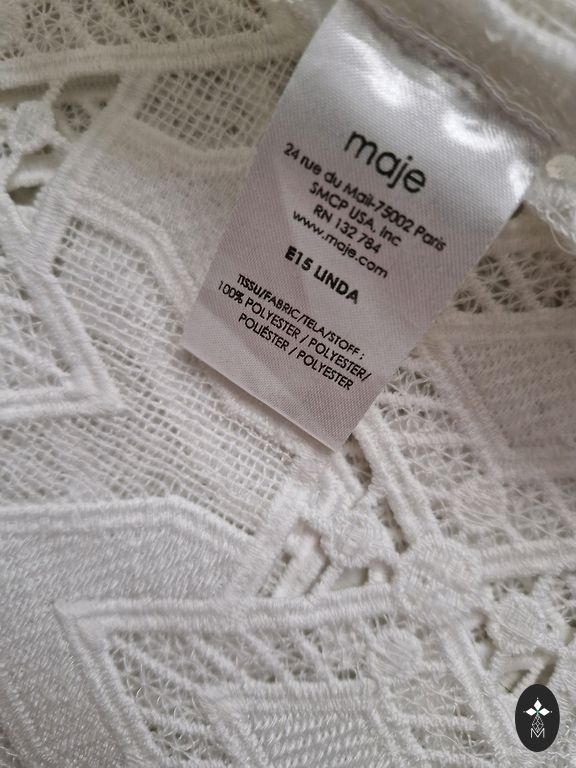 maje
24 rue du Mail-75002 Paris
SMCP USA, Inc
RN 132 784
www.maje.com
E15 LINDA
TISSU/FABRIC/TELA/STOFF :
100% POLYESTER / POLYESTER/
POLIÉSTER / POLYESTER
M